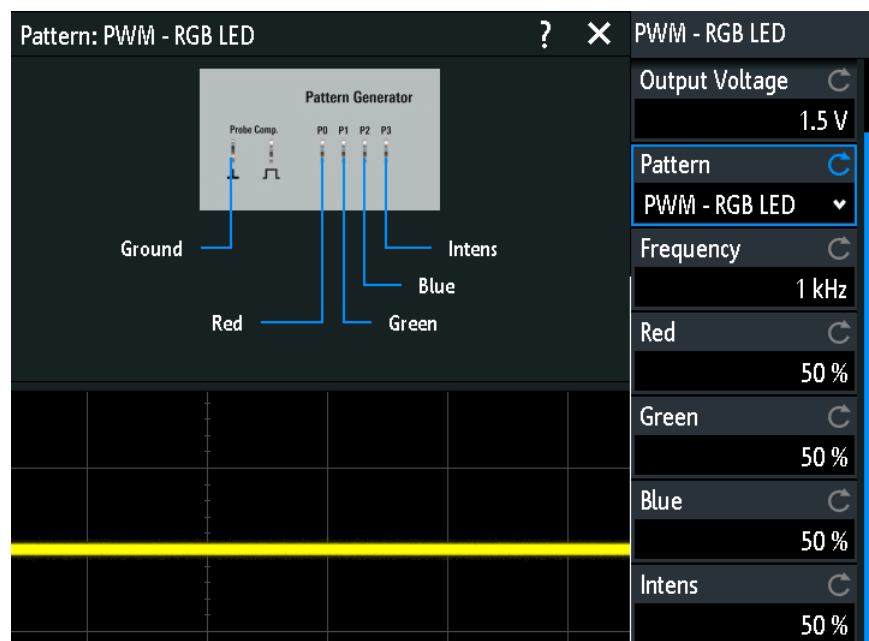 Pattern: PWM - RGB LED ? ✕
Pattern Generator
Probe Comp. P0 P1 P2 P3
Ground
Intens
Blue
Red
Green
PWM - RGB LED
Output Voltage
1.5 V
Pattern
PWM - RGB LED
Frequency
1 kHz
Red
50 %
Green
50 %
Blue
50 %
Intens
50 %